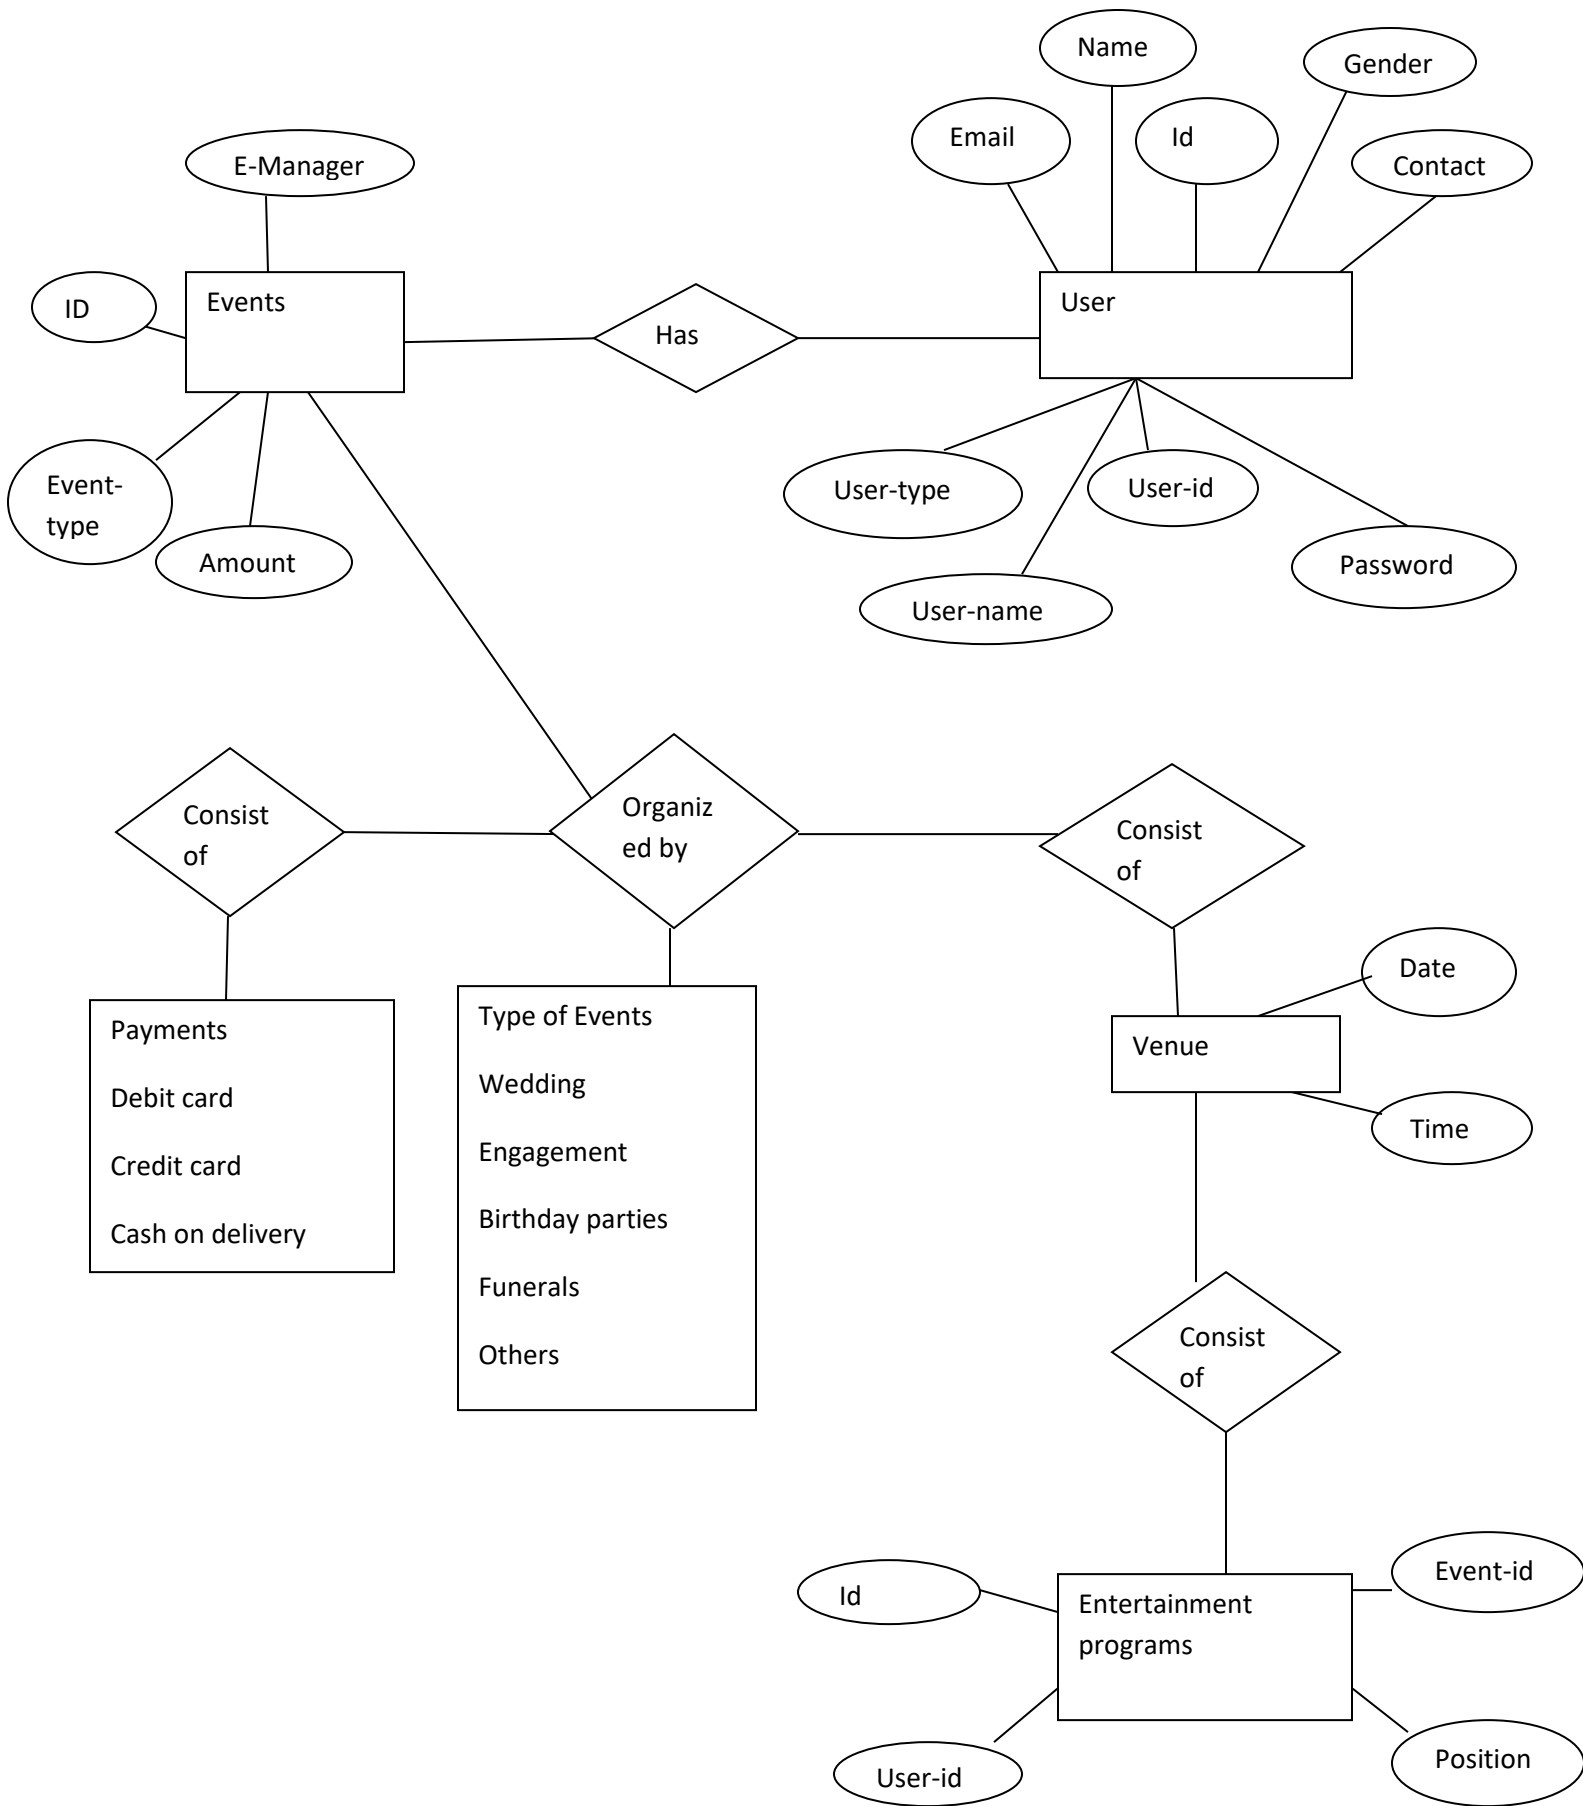 Name
Gender
Email
Id
Contact
E-Manager
ID
Events
Has
User
Event-
type
Amount
User-type
User-id
User-name
Password
Consist
of
Organiz
ed by
Consist
of
Payments
Debit card
Credit card
Cash on delivery
Type of Events
Wedding
Engagement
Birthday parties
Funerals
Others
Date
Venue
Time
Consist
of
Id
Entertainment
programs
Event-id
User-id
Position